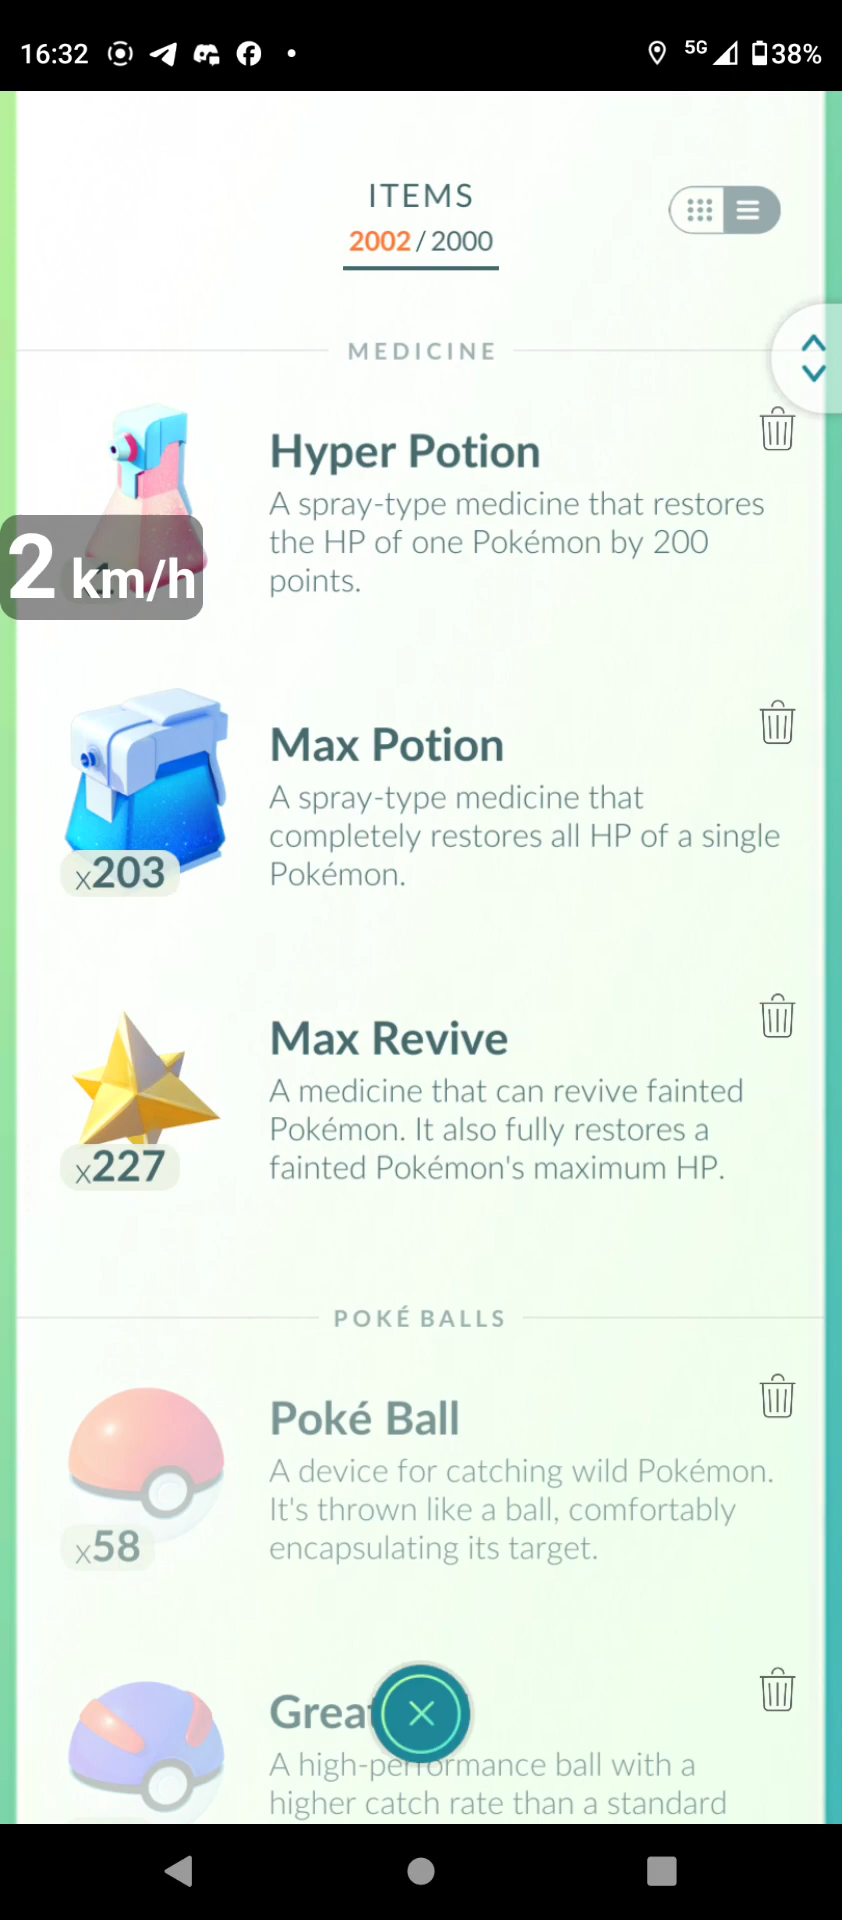 16:32
5G
38%
ITEMS
2002 / 2000
MEDICINE
Hyper Potion
A spray-type medicine that restores
the HP of one Pokémon by 200
points.
2 km/h
Max Potion
A spray-type medicine that
completely restores all HP of a single
Pokémon.
x203
Max Revive
A medicine that can revive fainted
Pokémon. It also fully restores a
fainted Pokémon's maximum HP.
x227
POKÉ BALLS
Poké Ball
A device for catching wild Pokémon.
It's thrown like a ball, comfortably
encapsulating its target.
x58
A high-performance ball with a
higher catch rate than a standard